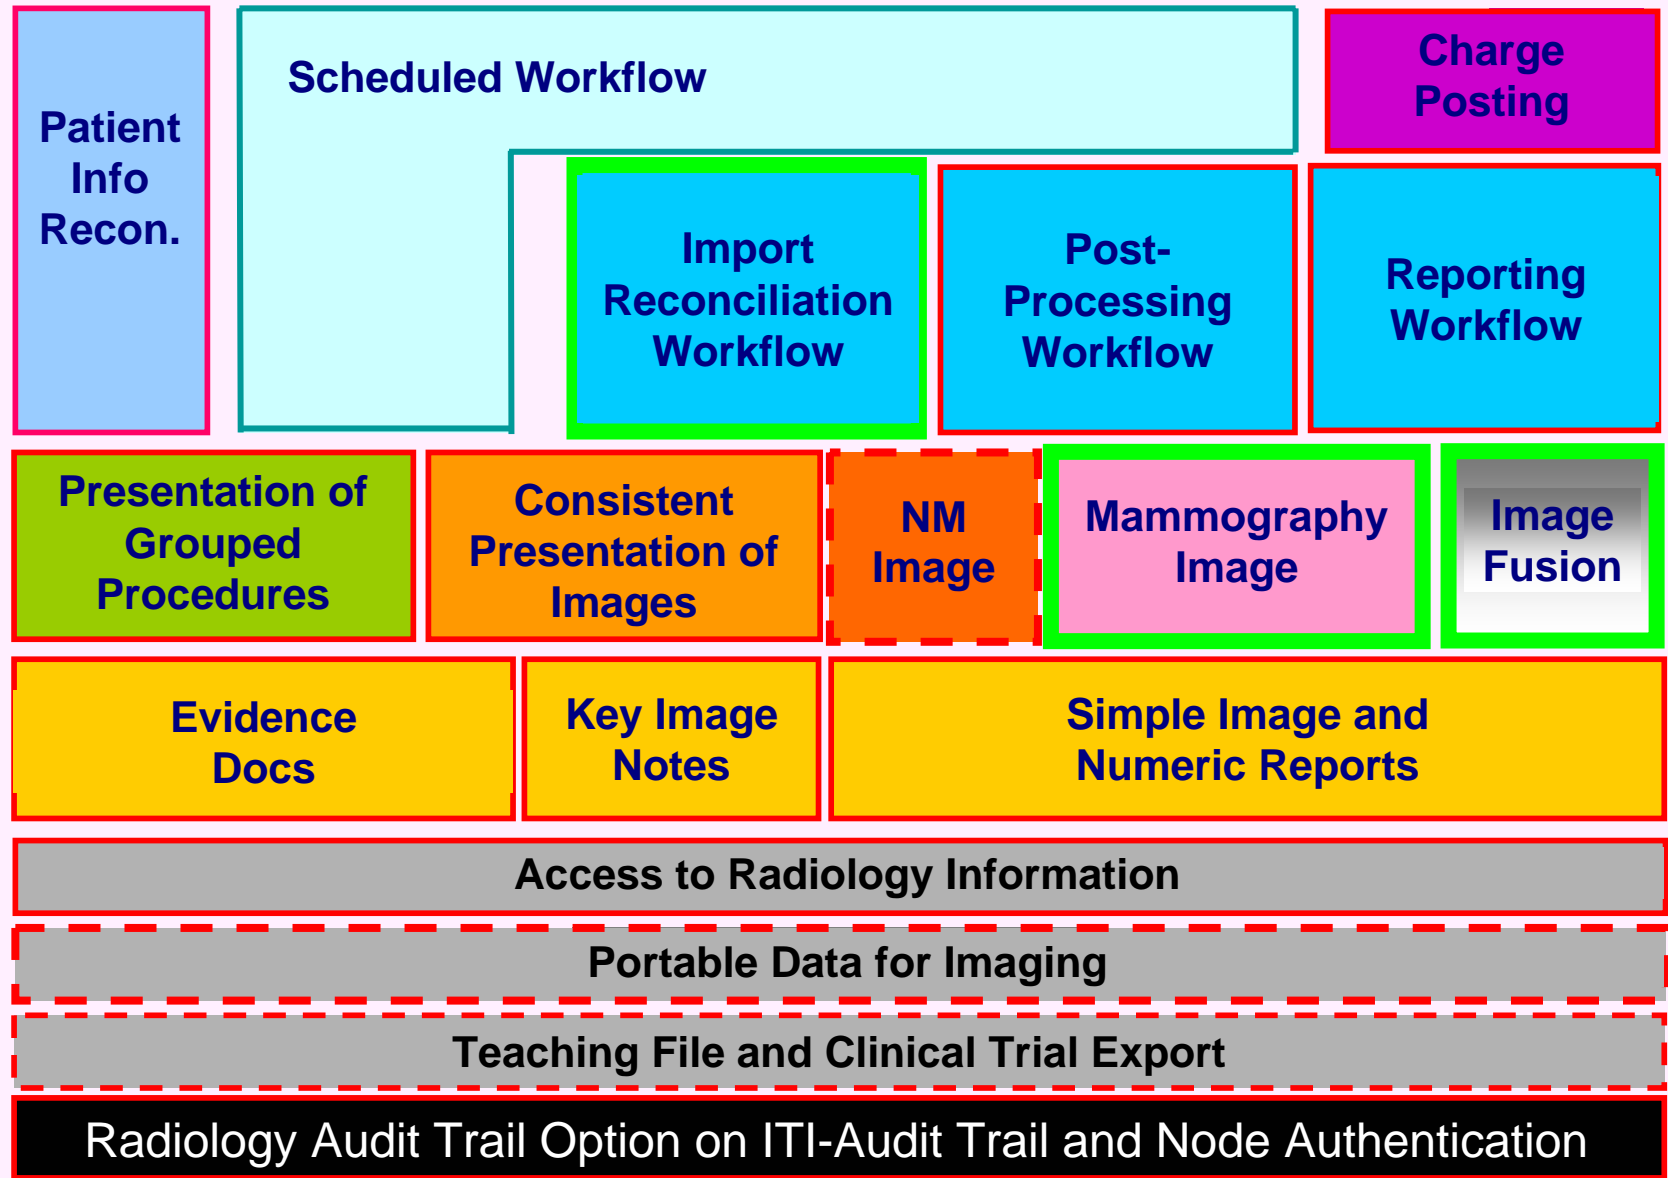 Patient
Info
Recon.
Scheduled Workflow
Charge
Posting
Import
Reconciliation
Workflow
Post-
Processing
Workflow
Reporting
Workflow
Presentation of
Grouped
Procedures
Consistent
Presentation of
Images
NM
Image
Mammography
Image
Image
Fusion
Evidence
Docs
Key Image
Notes
Simple Image and
Numeric Reports
Access to Radiology Information
Portable Data for Imaging
Teaching File and Clinical Trial Export
Radiology Audit Trail Option on ITI-Audit Trail and Node Authentication